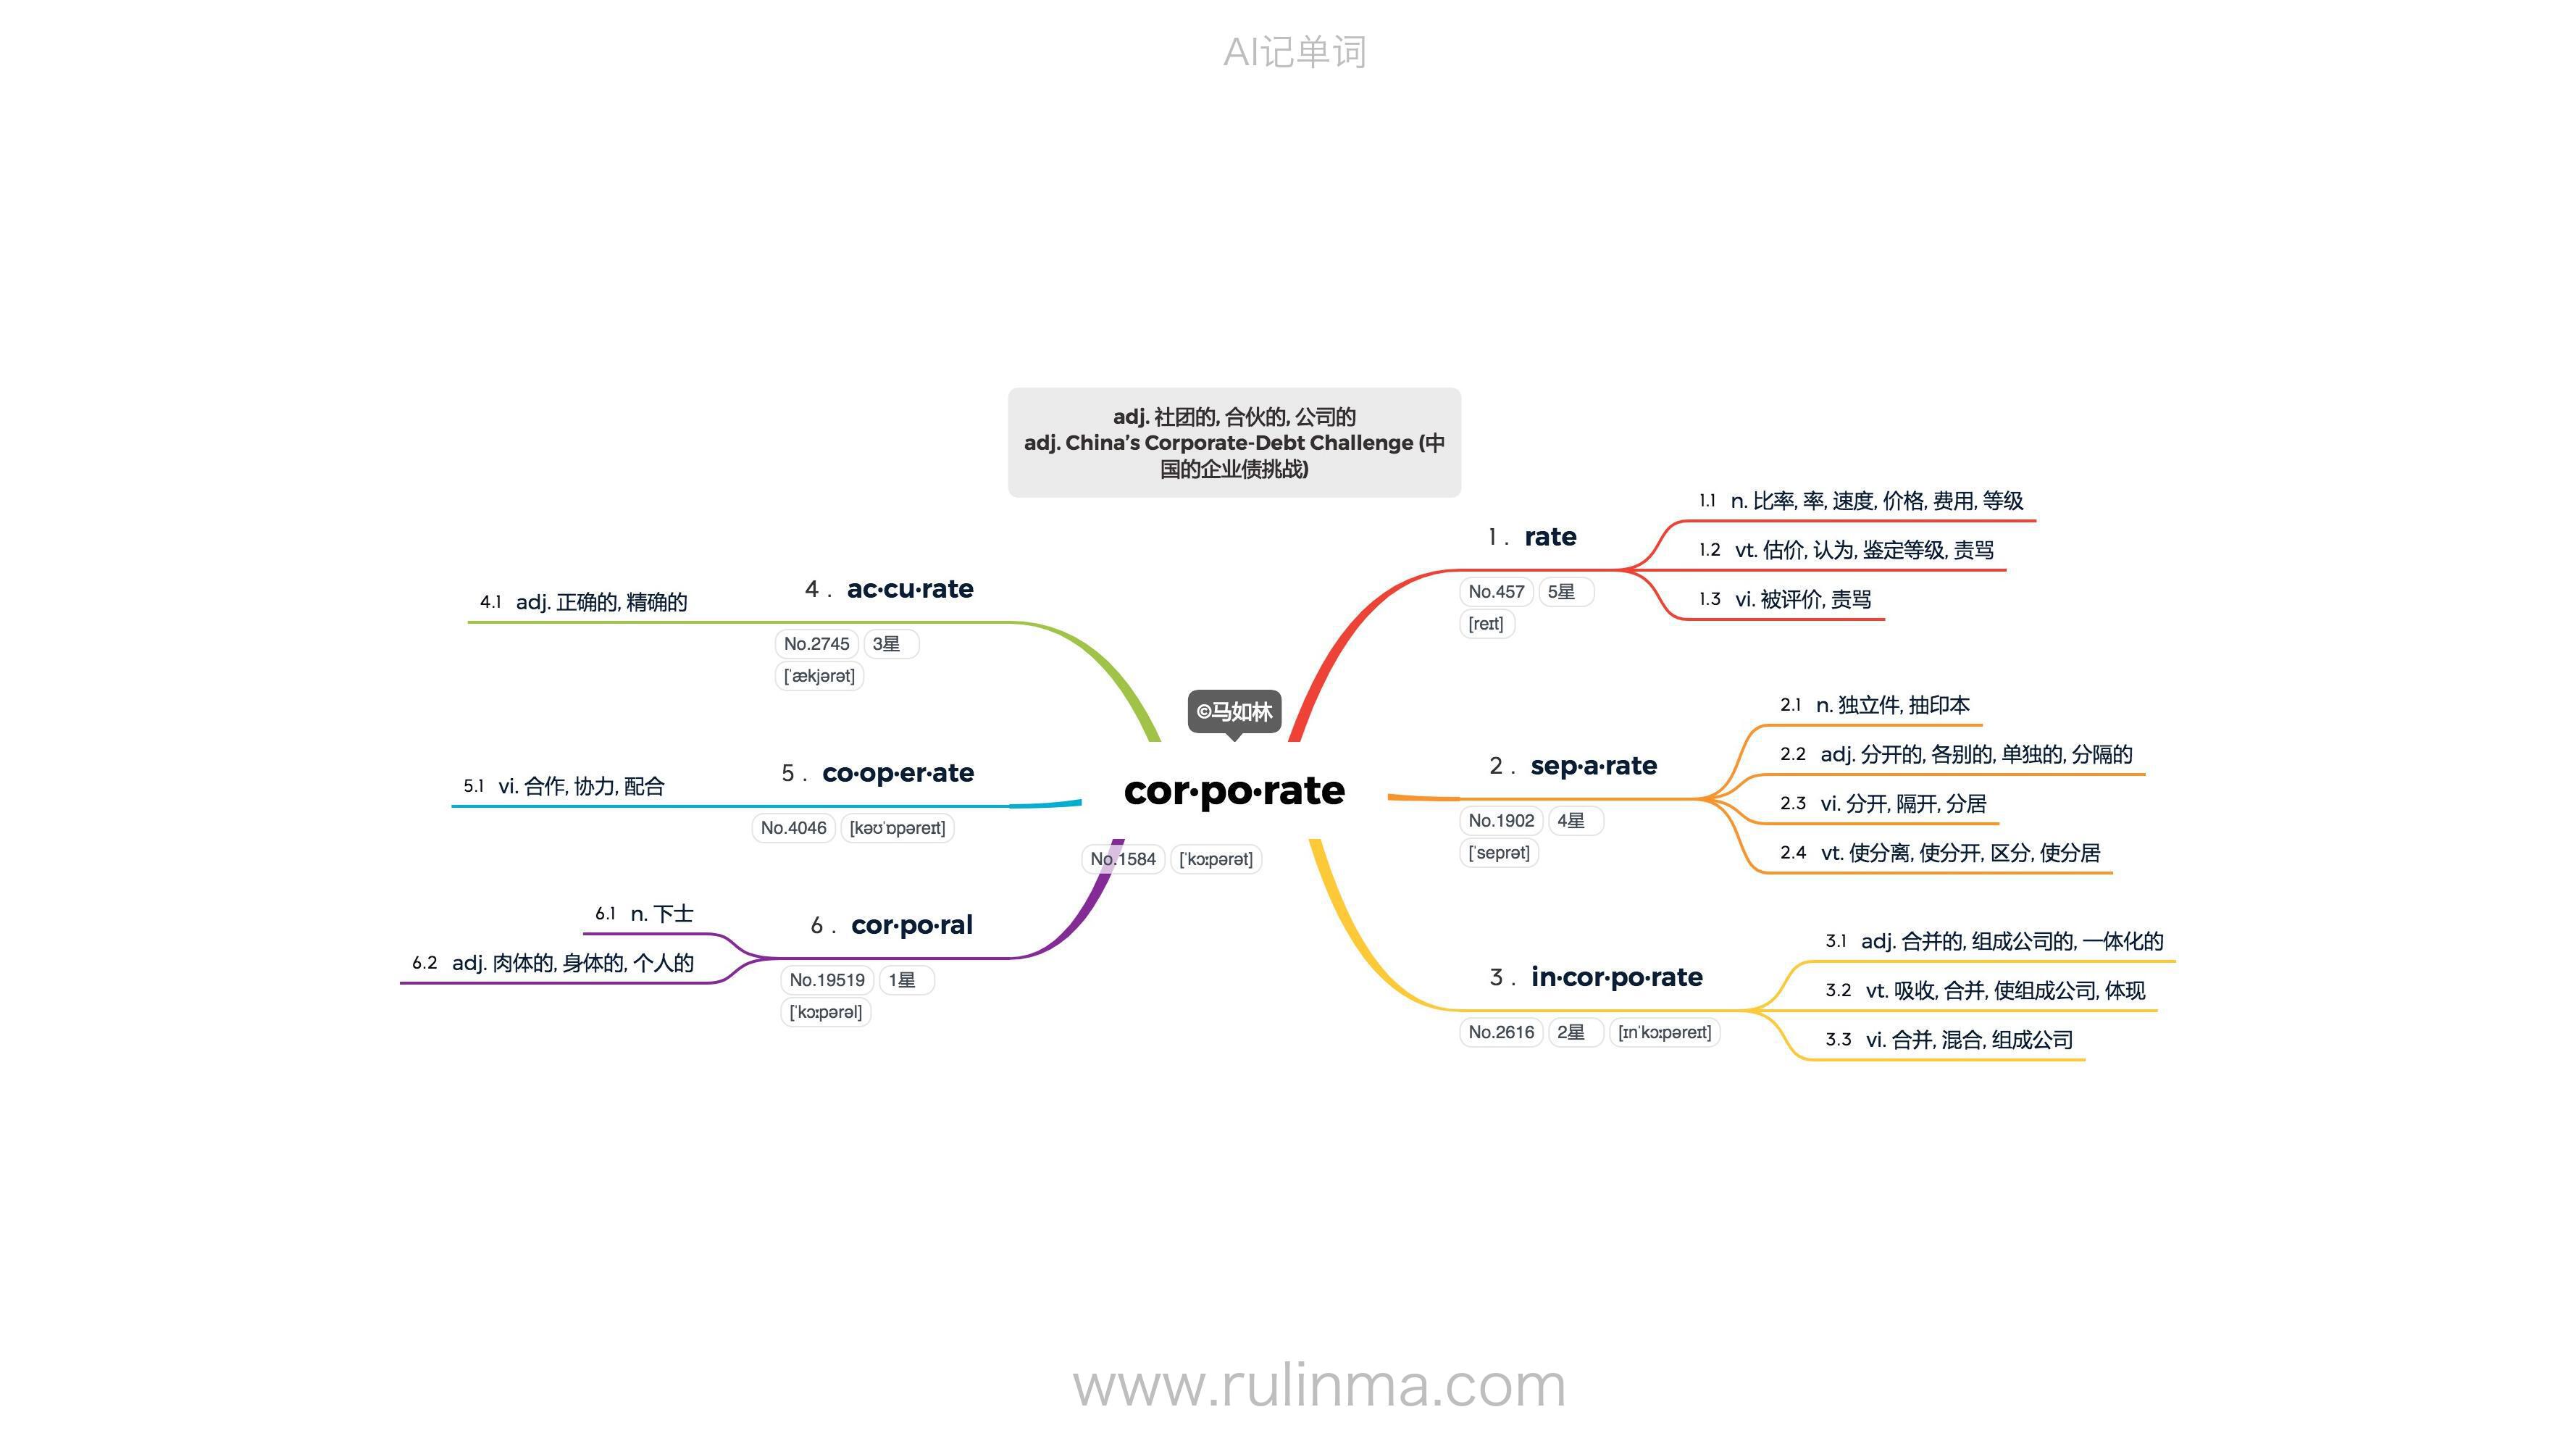 AI记单词
adj. 社团的, 合伙的, 公司的
adj. China’s Corporate-Debt Challenge (中
国的企业债挑战)
©马如林
cor·po·rate
No.1584 [ˈkɔːpərət]
1. rate
No.457 5星
[reɪt]
1.1 n. 比率, 率, 速度, 价格, 费用, 等级
1.2 vt. 估价, 认为, 鉴定等级, 责骂
1.3 vi. 被评价, 责骂
2. sep·a·rate
No.1902 4星
[ˈseprət]
2.1 n. 独立件, 抽印本
2.2 adj. 分开的, 各别的, 单独的, 分隔的
2.3 vi. 分开, 隔开, 分居
2.4 vt. 使分离, 使分开, 区分, 使分居
3. in·cor·po·rate
No.2616 2星 [ɪnˈkɔːpəreɪt]
3.1 adj. 合并的, 组成公司的, 一体化的
3.2 vt. 吸收, 合并, 使组成公司, 体现
3.3 vi. 合并, 混合, 组成公司
4. ac·cu·rate
No.2745 3星
[ˈækjərət]
4.1 adj. 正确的, 精确的
5. co·op·er·ate
No.4046 [kəʊˈɒpəreɪt]
5.1 vi. 合作, 协力, 配合
6. cor·po·ral
No.19519 1星
[ˈkɔːpərəl]
6.1 n. 下士
6.2 adj. 肉体的, 身体的, 个人的
www.rulinma.com